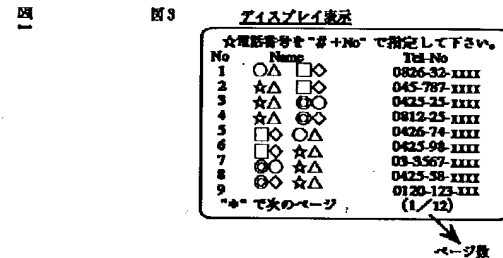 図
一
図3
ディスプレイ表示
☆電話番号を"#+No"で指定して下さい。
No Name Tel-No
1 ○△ □◇ 0826-32-xxxx
2 ☆△ □◇ 045-787-xxxx
3 ☆△ ◎○ 0425-25-xxxx
4 ☆△ ◎◇ 0812-25-xxxx
5 □◇ ○△ 0426-74-xxxx
6 □◇ ☆△ 0425-98-xxxx
7 ◎○ ☆△ 03-3567-xxxx
8 ◎◇ ☆△ 0425-38-xxxx
9 0120-123-xxx
"*"で次のページ (1/12)
ページ数